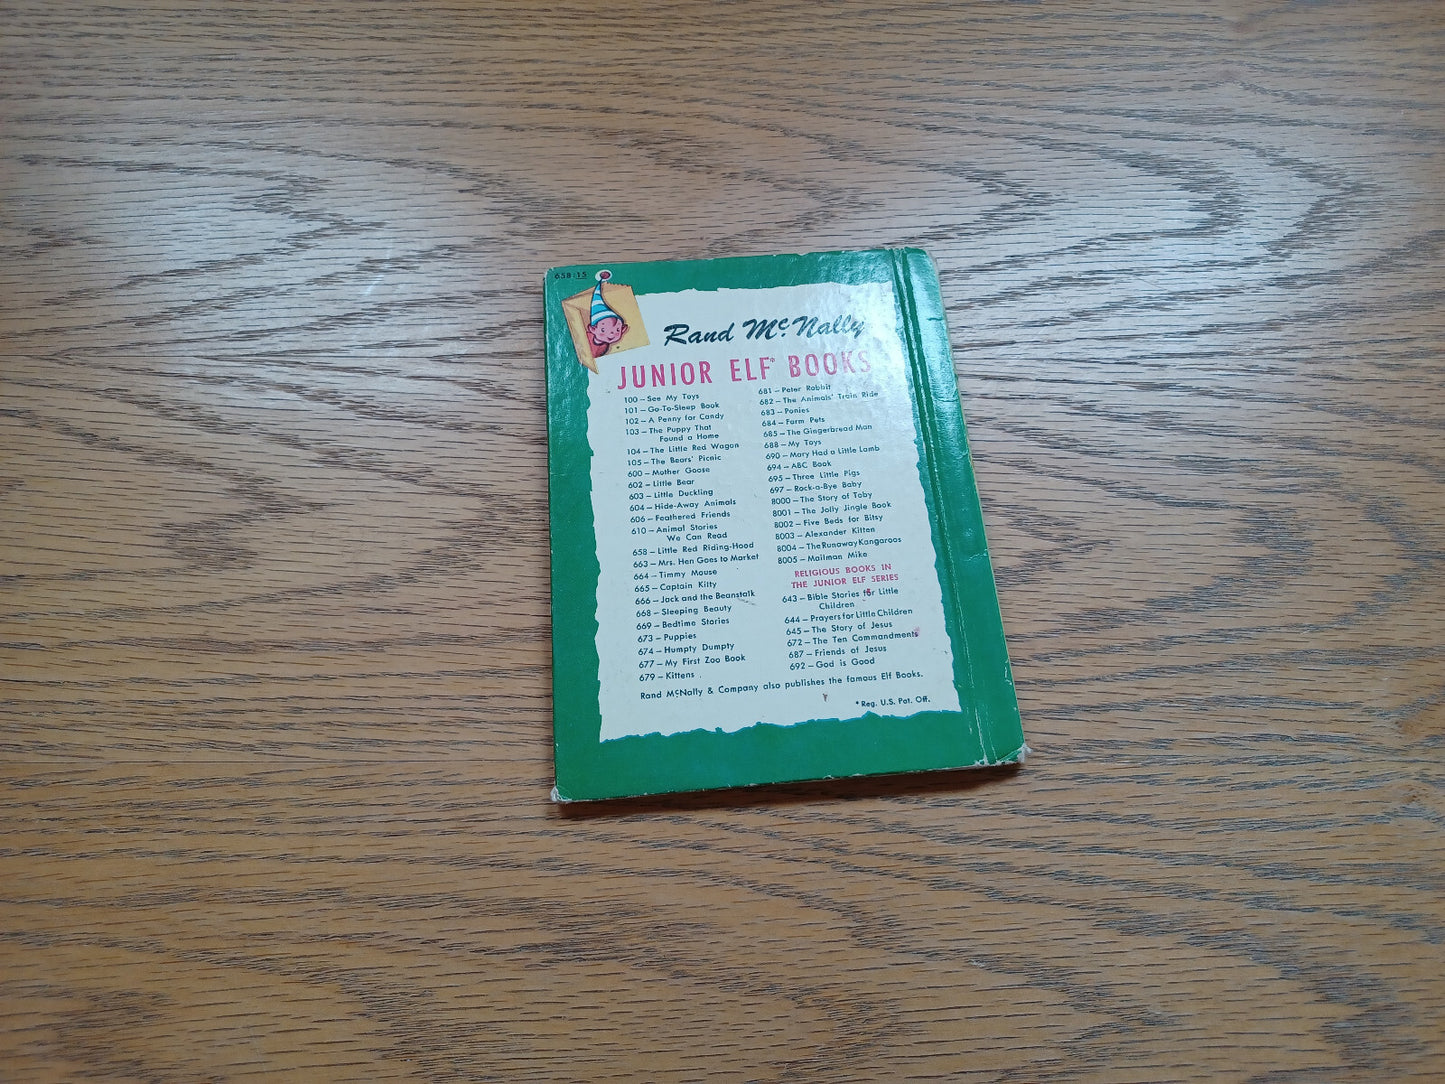 658:15
Rand McNally
JUNIOR ELF® BOOKS
100 – See My Toys
101 – Go-To-Sleep Book
102 – A Penny for Candy
103 – The Puppy That
Found a Home
104 – The Little Red Wagon
105 – The Bears' Picnic
600 – Mother Goose
602 – Little Bear
603 – Little Duckling
604 – Hide-Away Animals
606 – Feathered Friends
610 – Animal Stories
We Can Read
658 – Little Red Riding-Hood
663 – Mrs. Hen Goes to Market
664 – Timmy Mouse
665 – Captain Kitty
666 – Jack and the Beanstalk
668 – Sleeping Beauty
669 – Bedtime Stories
673 – Puppies
674 – Humpty Dumpty
677 – My First Zoo Book
679 – Kittens
681 – Peter Rabbit
682 – The Animals' Train Ride
683 – Ponies
684 – Farm Pets
685 – The Gingerbread Man
688 – My Toys
690 – Mary Had a Little Lamb
694 – ABC Book
695 – Three Little Pigs
697 – Rock-a-Bye Baby
8000 – The Story of Toby
8001 – The Jolly Jingle Book
8002 – Five Beds for Bitsy
8003 – Alexander Kitten
8004 – The Runaway Kangaroos
8005 – Mailman Mike
RELIGIOUS BOOKS IN
THE JUNIOR ELF SERIES
643 – Bible Stories for Little
Children
644 – Prayers for Little Children
645 – The Story of Jesus
672 – The Ten Commandments
687 – Friends of Jesus
692 – God is Good
Rand McNally & Company also publishes the famous Elf Books.
* Reg. U.S. Pat. Off.